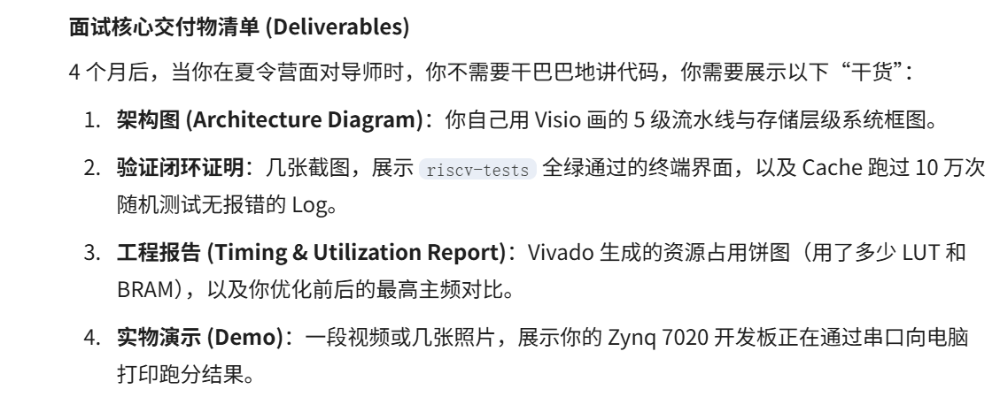 面试核心交付物清单 (Deliverables)
4 个月后，当你在夏令营面对导师时，你不需要干巴巴地讲代码，你需要展示以下“干货”：
1. 架构图 (Architecture Diagram)：你自己用 Visio 画的 5 级流水线与存储层级系统框图。
2. 验证闭环证明：几张截图，展示 riscv-tests 全绿通过的终端界面，以及 Cache 跑过 10 万次
随机测试无报错的 Log。
3. 工程报告 (Timing & Utilization Report)：Vivado 生成的资源占用饼图（用了多少 LUT 和
BRAM），以及你优化前后的最高主频对比。
4. 实物演示 (Demo)：一段视频或几张照片，展示你的 Zynq 7020 开发板正在通过串口向电脑
打印跑分结果。